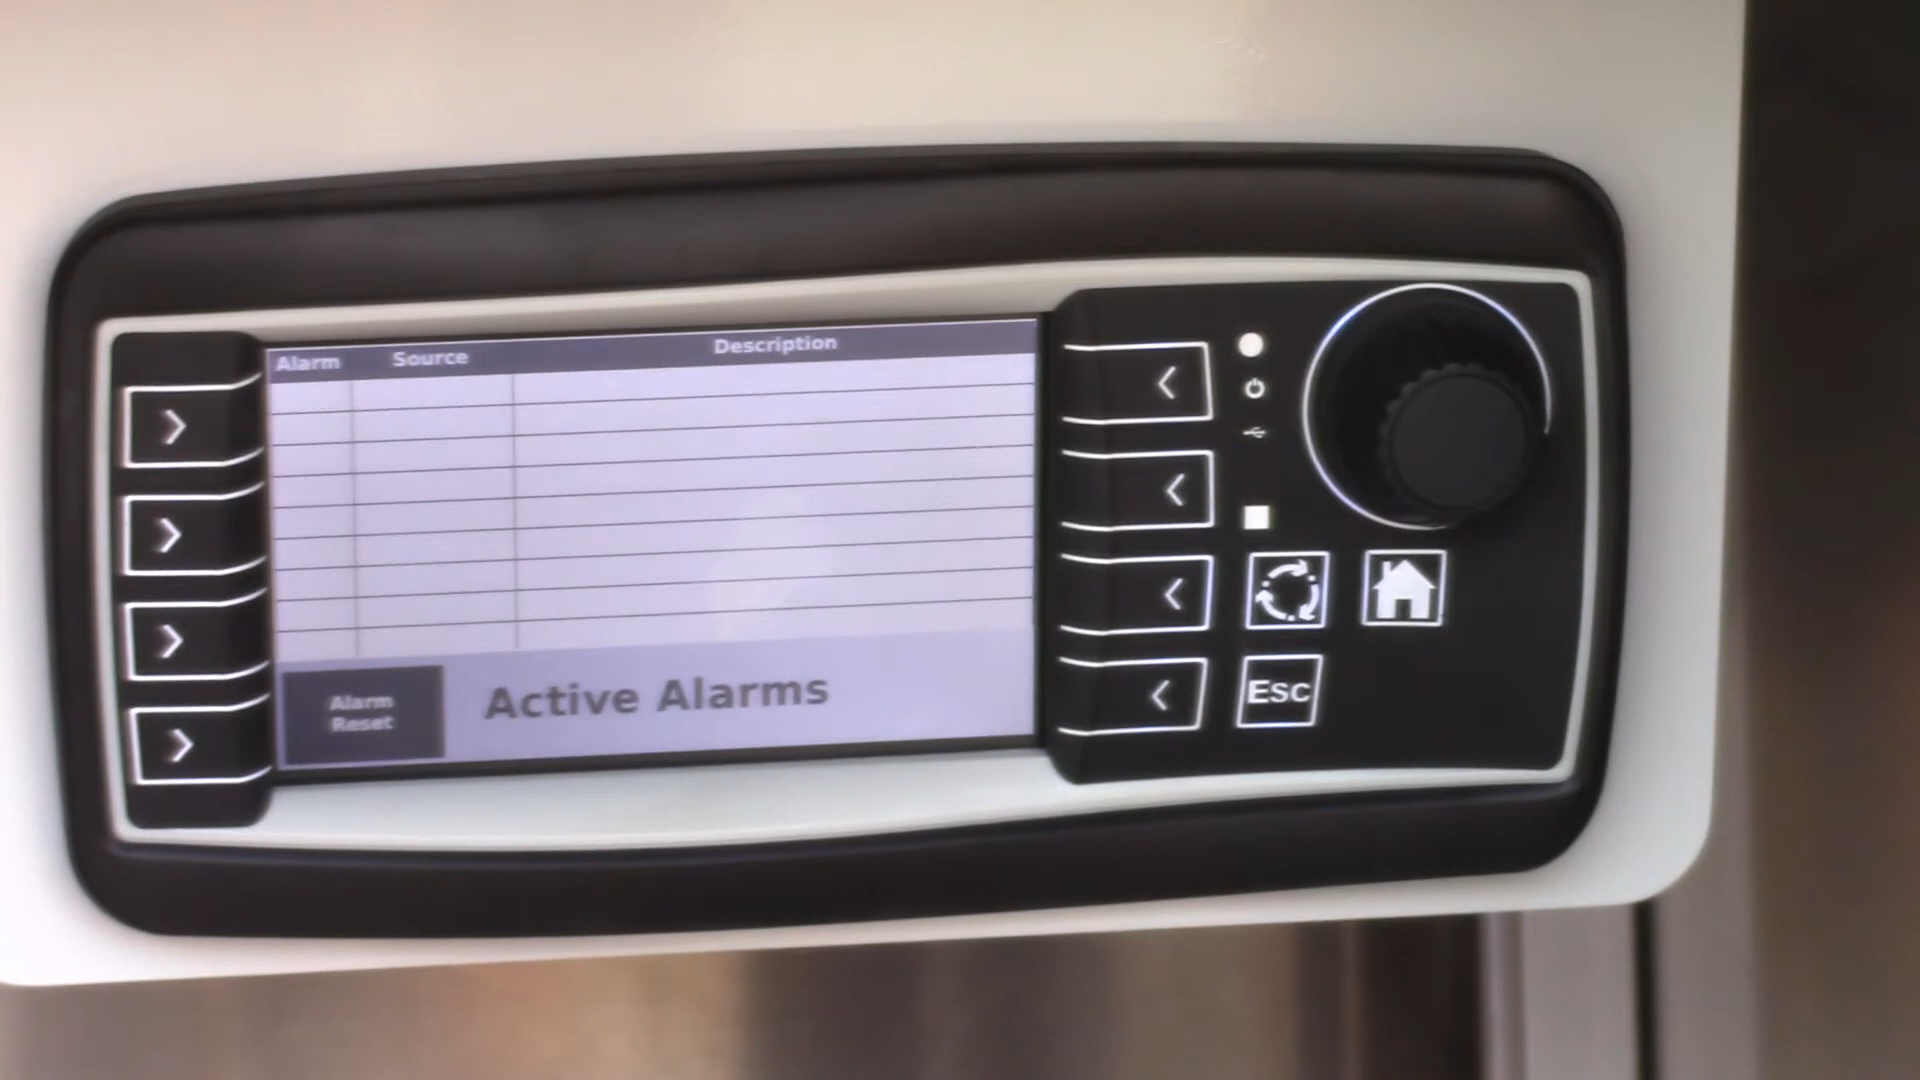 Alarm Source Description
Alarm
Reset
Active Alarms
Esc